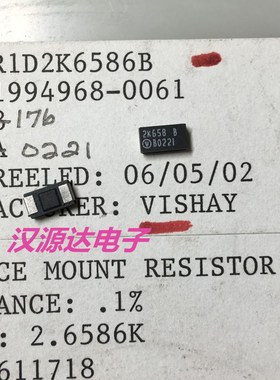 R1D2K6586B
1994968-0061
176
A 0221
2K658 B
B0221
REELED: 06/05/02
ACTURER: VISHAY
汉源达电子
CE MOUNT RESISTOR
ANCE: .1%
: 2.6586K
611718